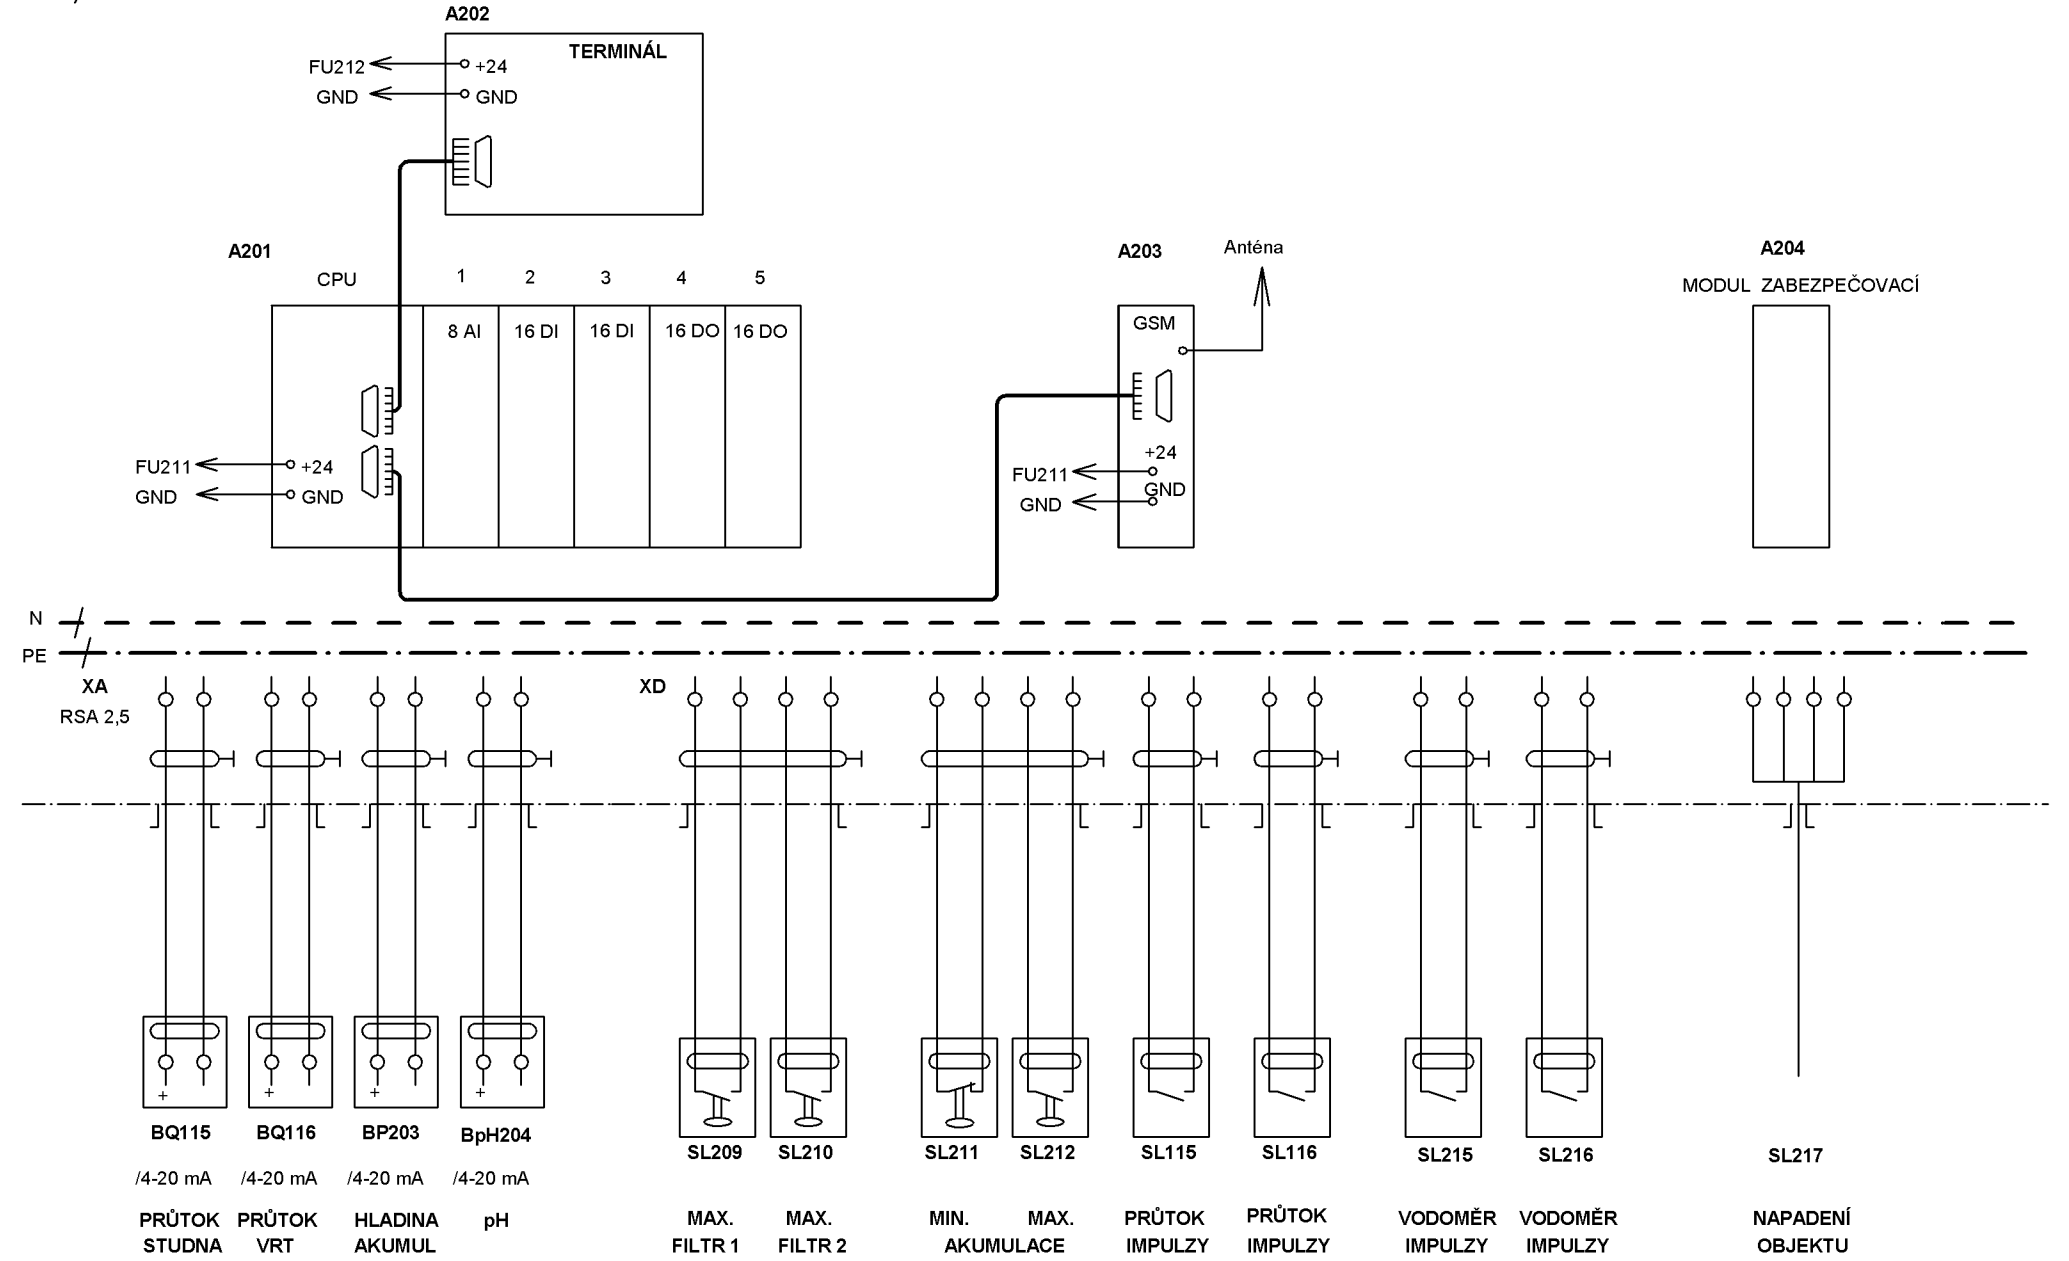 A202
TERMINÁL
FU212
+24
GND
GND
A201
A203
Anténa
A204
CPU
1
2
3
4
5
MODUL ZABEZPEČOVACÍ
8 AI
16 DI
16 DI
16 DO
16 DO
GSM
+24
FU211
+24
FU211
GND
GND
GND
GND
N
PE
XA
XD
RSA 2,5
BQ115
BQ116
BP203
BpH204
SL209
SL210
SL211
SL212
SL115
SL116
SL215
SL216
SL217
/4-20 mA
/4-20 mA
/4-20 mA
/4-20 mA
PRŮTOK
STUDNA
PRŮTOK
VRT
HLADINA
AKUMUL
pH
MAX.
FILTR 1
MAX.
FILTR 2
MIN.
MAX.
AKUMULACE
PRŮTOK
IMPULZY
PRŮTOK
IMPULZY
VODOMĚR
IMPULZY
VODOMĚR
IMPULZY
NAPADENÍ
OBJEKTU
+
+
+
+